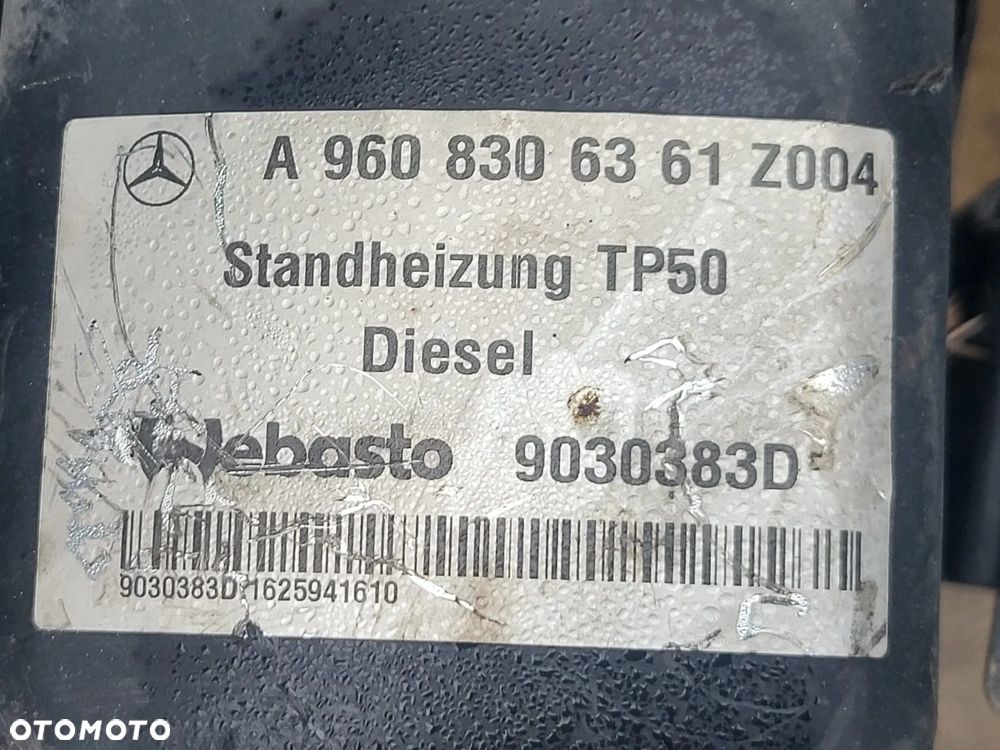 A 960 830 63 61 Z004
Standheizung TP50
Diesel
Webasto 9030383D
9030383D 1625941610
OTOMOTO